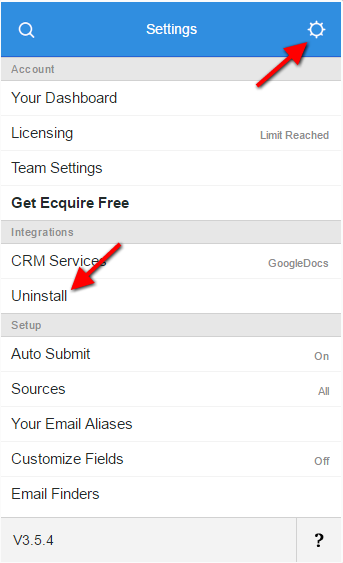 Settings
Account
Your Dashboard
Licensing Limit Reached
Team Settings
Get Ecquire Free
Integrations
CRM Services GoogleDocs
Uninstall
Setup
Auto Submit On
Sources All
Your Email Aliases
Customize Fields Off
Email Finders
V3.5.4 ?